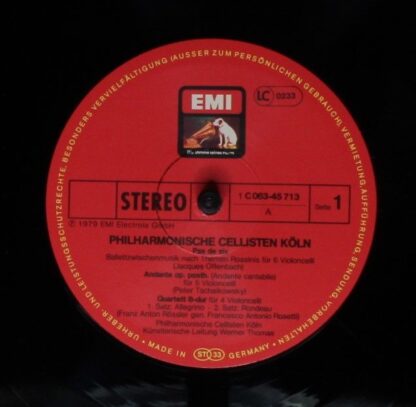 URHEBER- UND LEISTUNGSSCHUTZRECHTE, BESONDERS VERVIELFÄLTIGUNG (AUSSER ZUM PERSÖNLICHEN GEBRAUCH), VERMIETUNG, AUFFÜHRUNG, SENDUNG, VORBEHALTEN ·
EMI
LC 0233
STEREO
1 C 063-45 713
A
Seite 1
℗ 1979 EMI Electrola GmbH
PHILHARMONISCHE CELLISTEN KÖLN
Pas de six
Ballettzwischenmusik nach Themen Rossinis für 6 Violoncelli
(Jacques Offenbach)
Andante op. posth. (Andante cantabile)
für 5 Violoncelli
(Peter Tschaikowsky)
Quartett B-dur für 4 Violoncelli
1. Satz: Allegrino - 2. Satz: Rondeau
(Franz Anton Rössler gen. Francesco Antonio Rosetti)
Philharmonische Cellisten Köln
Künstlerische Leitung Werner Thomas
· MADE IN STO 33 GERMANY ·